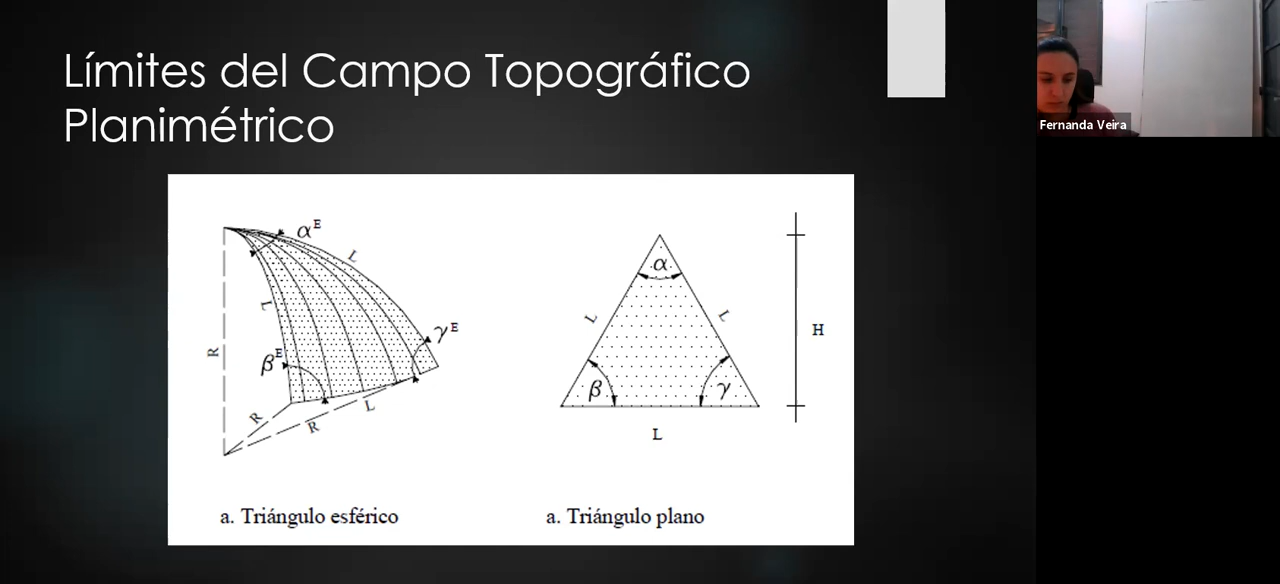 Límites del Campo Topográfico
Planimétrico
Fernanda Veira
α^E
L
L
γ^E
β^E
R
R
R
L
a. Triángulo esférico
α
L
L
H
β
γ
L
a. Triángulo plano